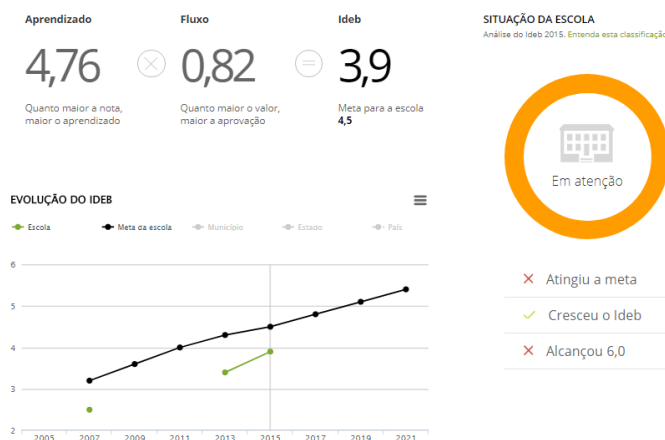 Aprendizado
Fluxo
Ideb
4,76
0,82
3,9
Quanto maior a nota,
maior o aprendizado
Quanto maior o valor,
maior a aprovação
Meta para a escola
4,5
SITUAÇÃO DA ESCOLA
Análise do Ideb 2015. Entenda esta classificação
Em atenção
Atingiu a meta
Cresceu o Ideb
Alcançou 6,0
EVOLUÇÃO DO IDEB
Escola
Meta da escola
Município
Estado
País
6
5
4
3
2
2005 2007 2009 2011 2013 2015 2017 2019 2021